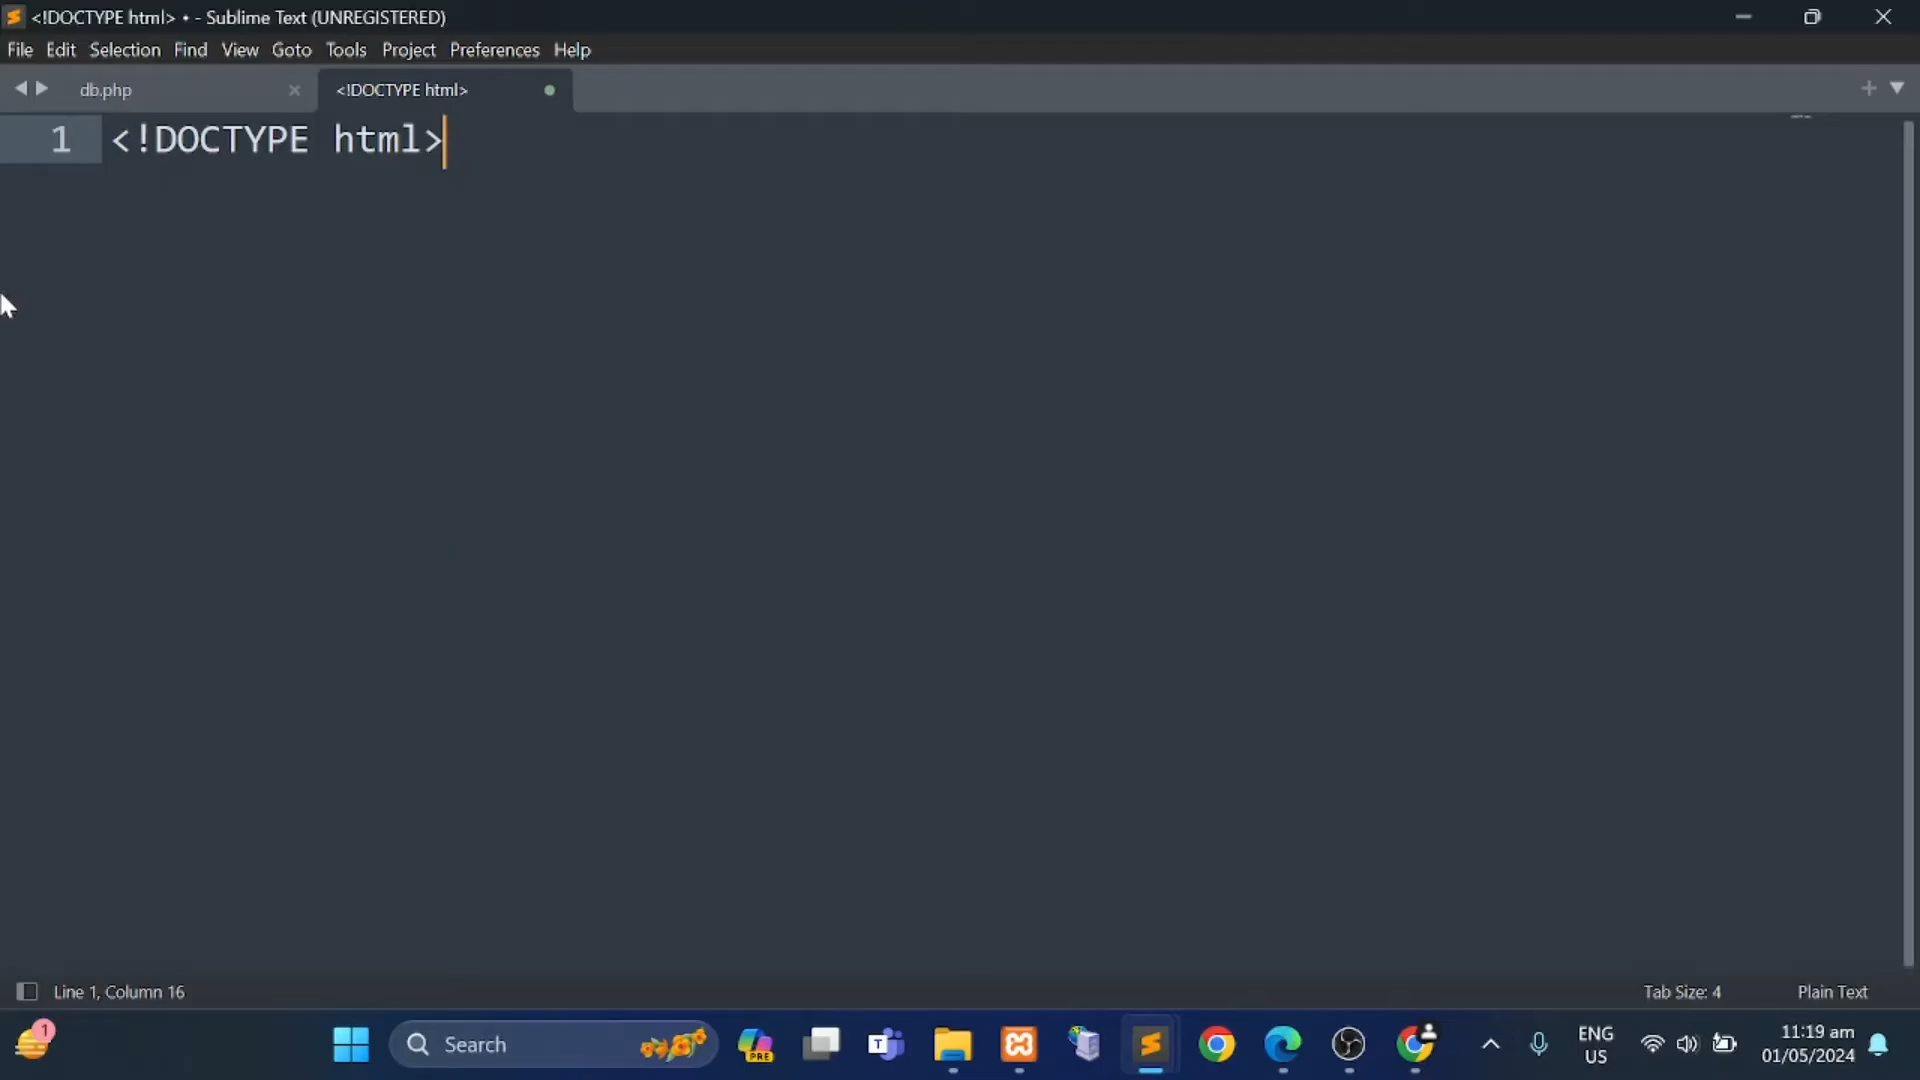 <!DOCTYPE html> • - Sublime Text (UNREGISTERED)
File Edit Selection Find View Goto Tools Project Preferences Help
db.php <!DOCTYPE html>
1 <!DOCTYPE html>
Line 1, Column 16 Tab Size: 4 Plain Text
1 Search PRE T ENG 11:19 am
US 01/05/2024